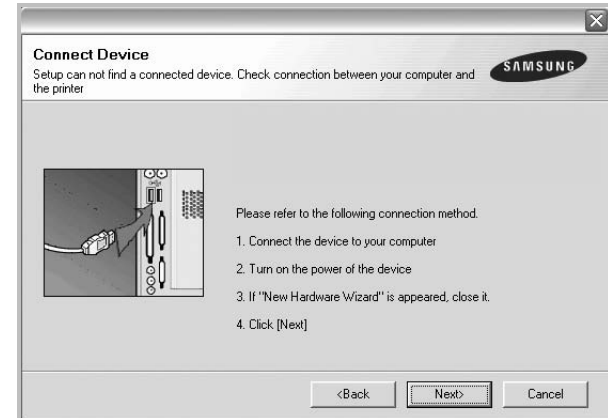 Connect Device
Setup can not find a connected device. Check connection between your computer and
the printer
SAMSUNG
Please refer to the following connection method.
1. Connect the device to your computer
2. Turn on the power of the device
3. If "New Hardware Wizard" is appeared, close it.
4. Click [Next]
<Back
Next>
Cancel